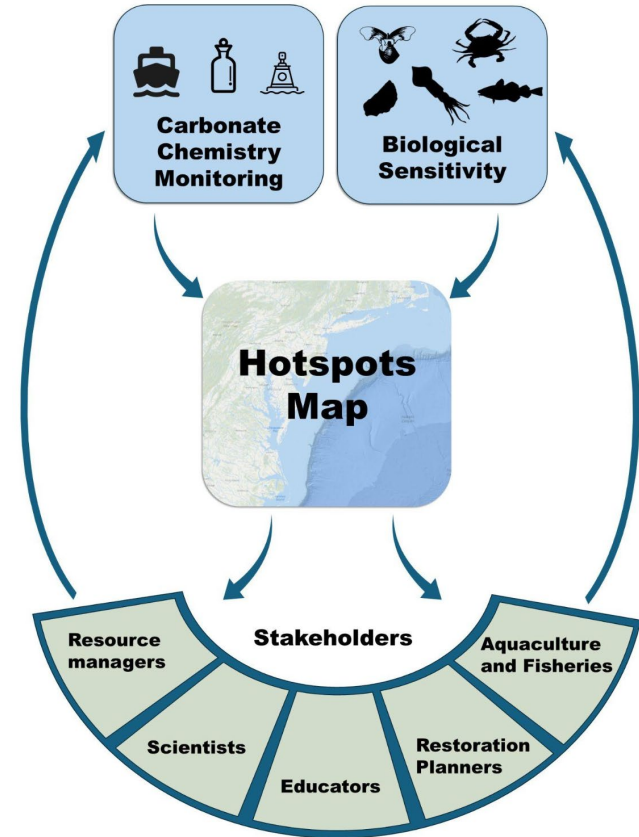 Carbonate
Chemistry
Monitoring
Biological
Sensitivity
Hotspots
Map
Stakeholders
Resource
managers
Scientists
Educators
Restoration
Planners
Aquaculture
and Fisheries